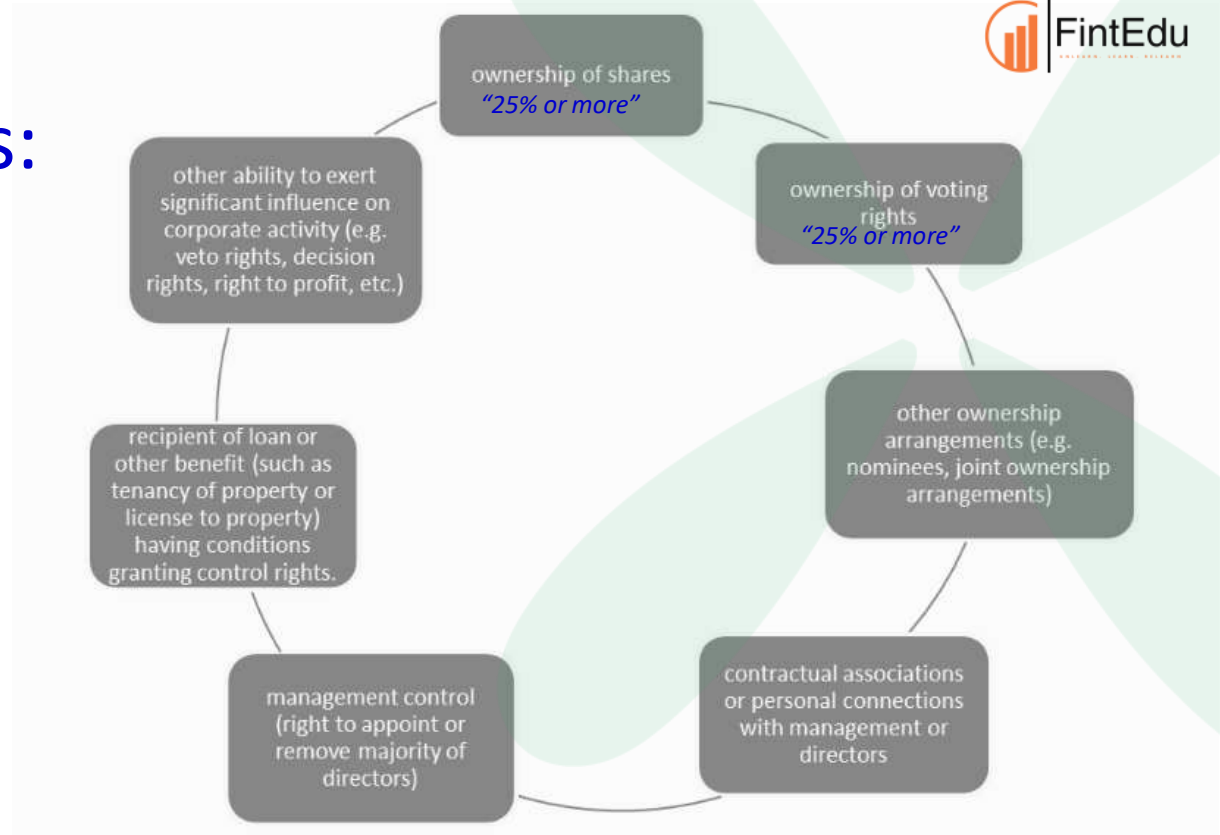 FintEdu
s:
ownership of shares
“25% or more”
ownership of voting
rights
“25% or more”
other ownership
arrangements (e.g.
nominees, joint ownership
arrangements)
contractual associations
or personal connections
with management or
directors
management control
(right to appoint or
remove majority of
directors)
recipient of loan or
other benefit (such as
tenancy of property or
license to property)
having conditions
granting control rights.
other ability to exert
significant influence on
corporate activity (e.g.
veto rights, decision
rights, right to profit, etc.)